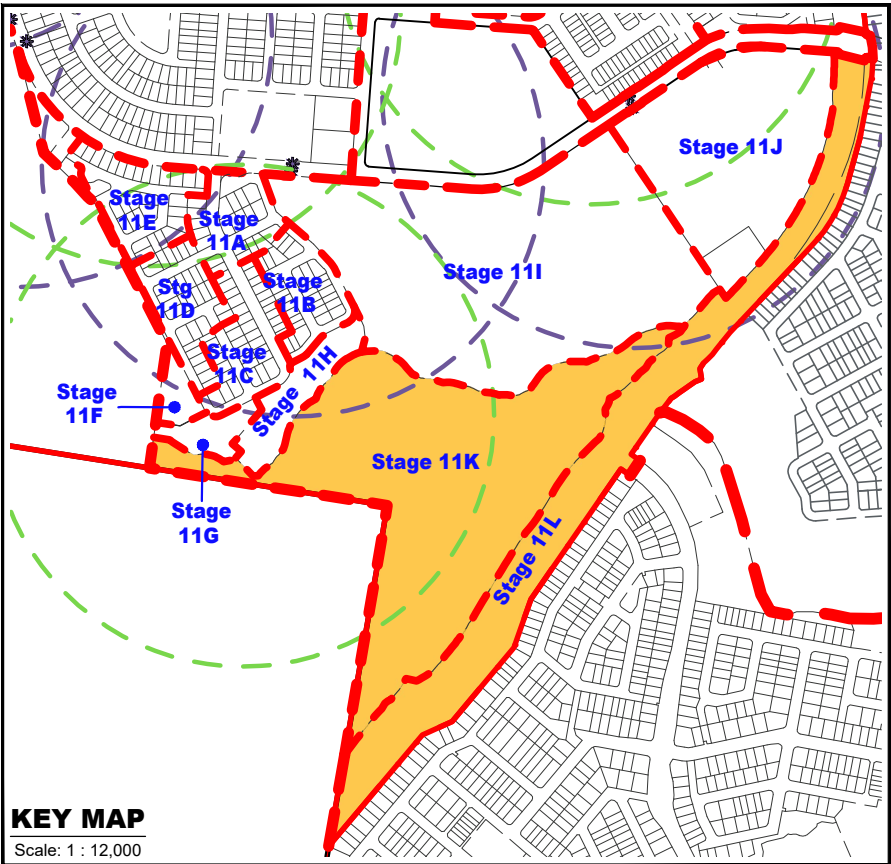 Stage 11J
Stage
11E
Stage
11A
Stage 11I
Stg
11D
Stage
11B
Stage
11C
Stage 11H
Stage
11F
Stage 11K
Stage
11G
Stage 11L
KEY MAP
Scale: 1 : 12,000